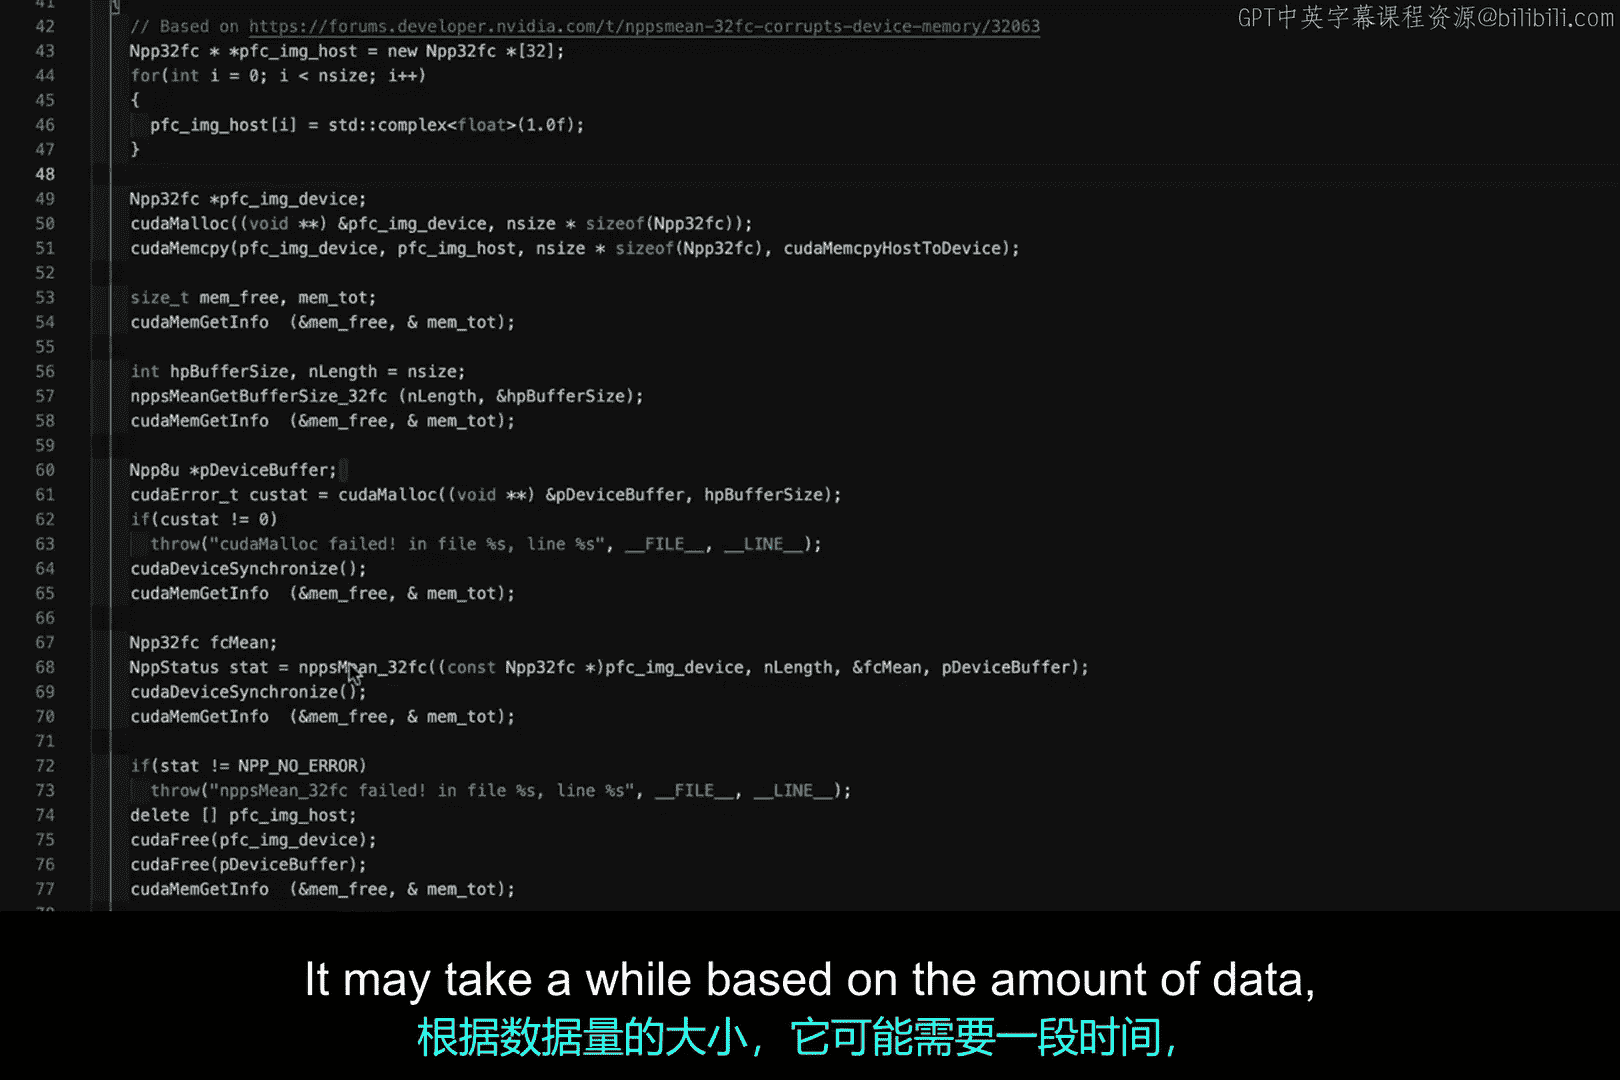 GPT中英字幕课程资源@bilibili.com
41 {
42 // Based on https://forums.developer.nvidia.com/t/nppsmean-32fc-corrupts-device-memory/32063
43 Npp32fc * *pfc_img_host = new Npp32fc *[32];
44 for(int i = 0; i < nsize; i++)
45 {
46 pfc_img_host[i] = std::complex<float>(1.0f);
47 }
48
49 Npp32fc *pfc_img_device;
50 cudaMalloc((void **) &pfc_img_device, nsize * sizeof(Npp32fc));
51 cudaMemcpy(pfc_img_device, pfc_img_host, nsize * sizeof(Npp32fc), cudaMemcpyHostToDevice);
52
53 size_t mem_free, mem_tot;
54 cudaMemGetInfo  (&mem_free, & mem_tot);
55
56 int hpBufferSize, nLength = nsize;
57 nppsMeanGetBufferSize_32fc (nLength, &hpBufferSize);
58 cudaMemGetInfo  (&mem_free, & mem_tot);
59
60 Npp8u *pDeviceBuffer;
61 cudaError_t custat = cudaMalloc((void **) &pDeviceBuffer, hpBufferSize);
62 if(custat != 0)
63 throw("cudaMalloc failed! in file %s, line %s", __FILE__, __LINE__);
64 cudaDeviceSynchronize();
65 cudaMemGetInfo  (&mem_free, & mem_tot);
66
67 Npp32fc fcMean;
68 NppStatus stat = nppsMean_32fc((const Npp32fc *)pfc_img_device, nLength, &fcMean, pDeviceBuffer);
69 cudaDeviceSynchronize();
70 cudaMemGetInfo  (&mem_free, & mem_tot);
71
72 if(stat != NPP_NO_ERROR)
73 throw("nppsMean_32fc failed! in file %s, line %s", __FILE__, __LINE__);
74 delete [] pfc_img_host;
75 cudaFree(pfc_img_device);
76 cudaFree(pDeviceBuffer);
77 cudaMemGetInfo  (&mem_free, & mem_tot);
It may take a while based on the amount of data,
根据数据量的大小，它可能需要一段时间，